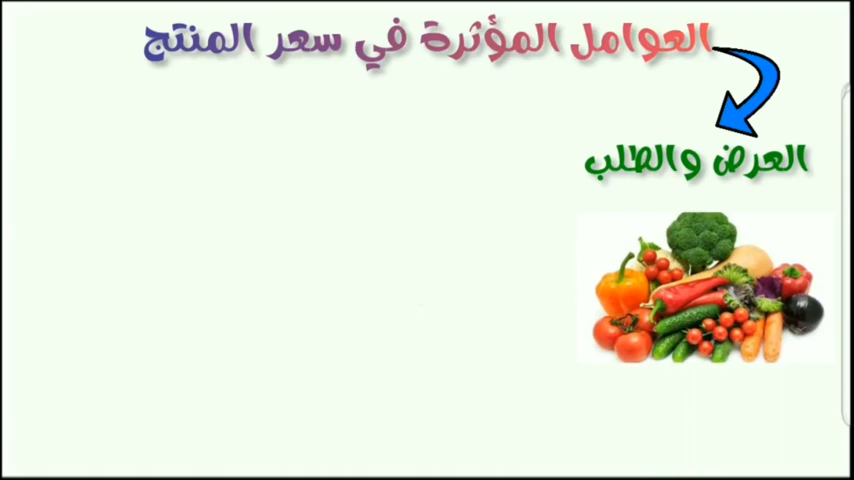 العوامل المؤثرة في سعر المنتج
العرض والطلب